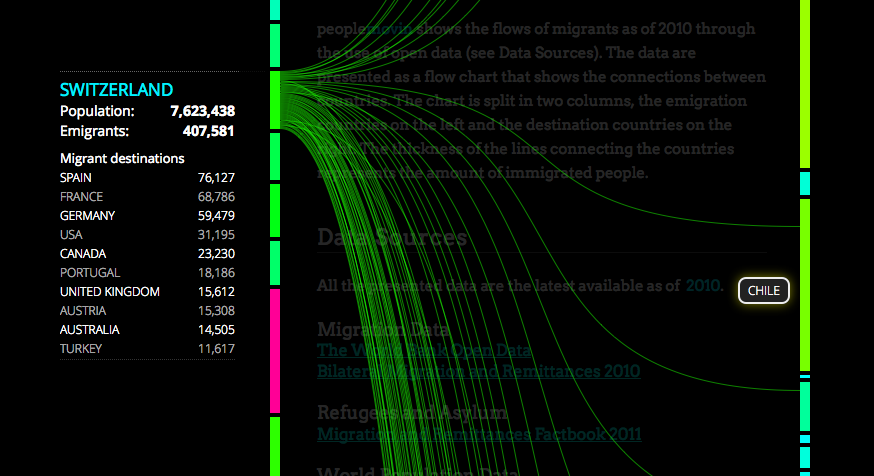 SWITZERLAND
Population: 7,623,438
Emigrants: 407,581
Migrant destinations
SPAIN 76,127
FRANCE 68,786
GERMANY 59,479
USA 31,195
CANADA 23,230
PORTUGAL 18,186
UNITED KINGDOM 15,612
AUSTRIA 15,308
AUSTRALIA 14,505
TURKEY 11,617
people movin shows the flows of migrants as of 2010 through
the use of open data (see Data Sources). The data are
presented as a flow chart that shows the connections between
countries. The chart is split in two columns, the emigration
countries on the left and the destination countries on the
The thickness of the lines connecting the countries
represents the amount of immigrated people.
Data Sources
All the presented data are the latest available as of 2010.
CHILE
Migration Data
The World Bank Open Data
Bilateral Migration and Remittances 2010
Refugees and Asylum
Migration and Remittances Factbook 2011
World Population Data